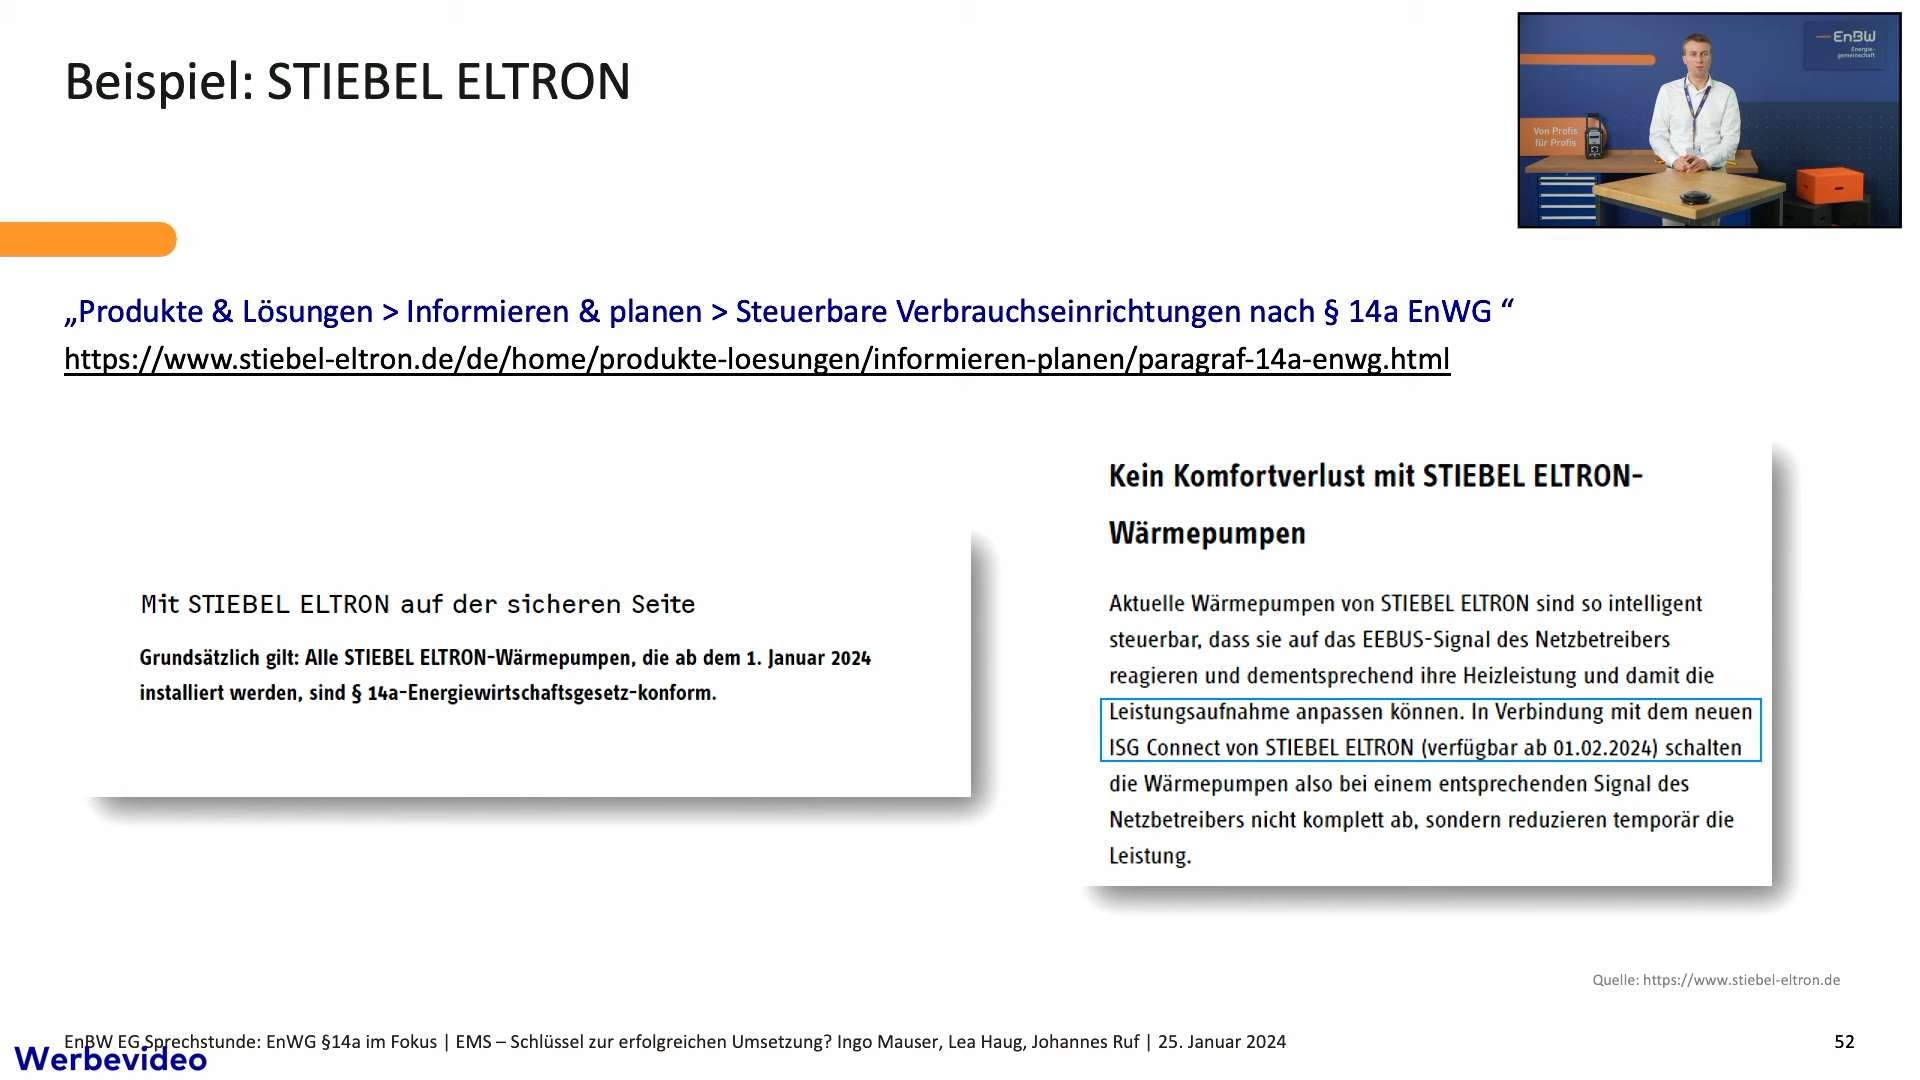 Beispiel: STIEBEL ELTRON
EnBW
Energie-
gemeinschaft
Von Profis
für Profis
„Produkte & Lösungen > Informieren & planen > Steuerbare Verbrauchseinrichtungen nach § 14a EnWG “
https://www.stiebel-eltron.de/de/home/produkte-loesungen/informieren-planen/paragraf-14a-enwg.html
Mit STIEBEL ELTRON auf der sicheren Seite
Grundsätzlich gilt: Alle STIEBEL ELTRON-Wärmepumpen, die ab dem 1. Januar 2024
installiert werden, sind § 14a-Energiewirtschaftsgesetz-konform.
Kein Komfortverlust mit STIEBEL ELTRON-
Wärmepumpen
Aktuelle Wärmepumpen von STIEBEL ELTRON sind so intelligent
steuerbar, dass sie auf das EEBUS-Signal des Netzbetreibers
reagieren und dementsprechend ihre Heizleistung und damit die
Leistungsaufnahme anpassen können. In Verbindung mit dem neuen
ISG Connect von STIEBEL ELTRON (verfügbar ab 01.02.2024) schalten
die Wärmepumpen also bei einem entsprechenden Signal des
Netzbetreibers nicht komplett ab, sondern reduzieren temporär die
Leistung.
Quelle: https://www.stiebel-eltron.de
EnBW EG Sprechstunde: EnWG §14a im Fokus | EMS – Schlüssel zur erfolgreichen Umsetzung? Ingo Mauser, Lea Haug, Johannes Ruf | 25. Januar 2024
52
Werbevideo